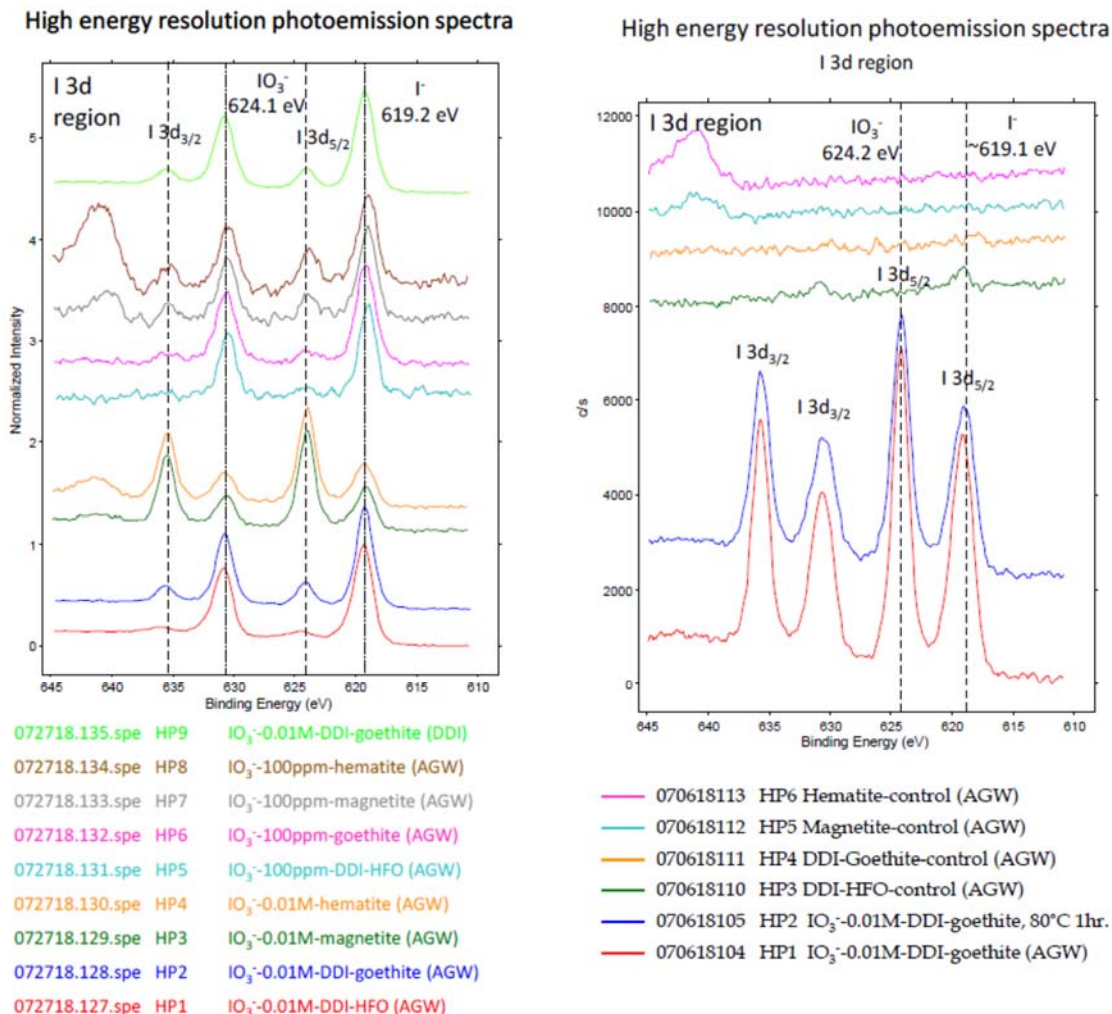 High energy resolution photoemission spectra
I 3d region
IO₃⁻
624.1 eV
I⁻
619.2 eV
I 3d₃/₂
I 3d₅/₂
Normalized Intensity
5
4
3
2
1
0
645 640 635 630 625 620 615 610
Binding Energy (eV)
072718.135.spe HP9 IO₃⁻-0.01M-DDI-goethite (DDI)
072718.134.spe HP8 IO₃⁻-100ppm-hematite (AGW)
072718.133.spe HP7 IO₃⁻-100ppm-magnetite (AGW)
072718.132.spe HP6 IO₃⁻-100ppm-goethite (AGW)
072718.131.spe HP5 IO₃⁻-100ppm-DDI-HFO (AGW)
072718.130.spe HP4 IO₃⁻-0.01M-hematite (AGW)
072718.129.spe HP3 IO₃⁻-0.01M-magnetite (AGW)
072718.128.spe HP2 IO₃⁻-0.01M-DDI-goethite (AGW)
072718.127.spe HP1 IO₃⁻-0.01M-DDI-HFO (AGW)
High energy resolution photoemission spectra
I 3d region
I 3d region
IO₃⁻
624.2 eV
I⁻
~619.1 eV
I 3d₅/₂
I 3d₃/₂
I 3d₃/₂
I 3d₅/₂
c/s
12000
10000
8000
6000
4000
2000
0
645 640 635 630 625 620 615 610
Binding Energy (eV)
070618113 HP6 Hematite-control (AGW)
070618112 HP5 Magnetite-control (AGW)
070618111 HP4 DDI-Goethite-control (AGW)
070618110 HP3 DDI-HFO-control (AGW)
070618105 HP2 IO₃⁻-0.01M-DDI-goethite, 80°C 1hr.
070618104 HP1 IO₃⁻-0.01M-DDI-goethite (AGW)